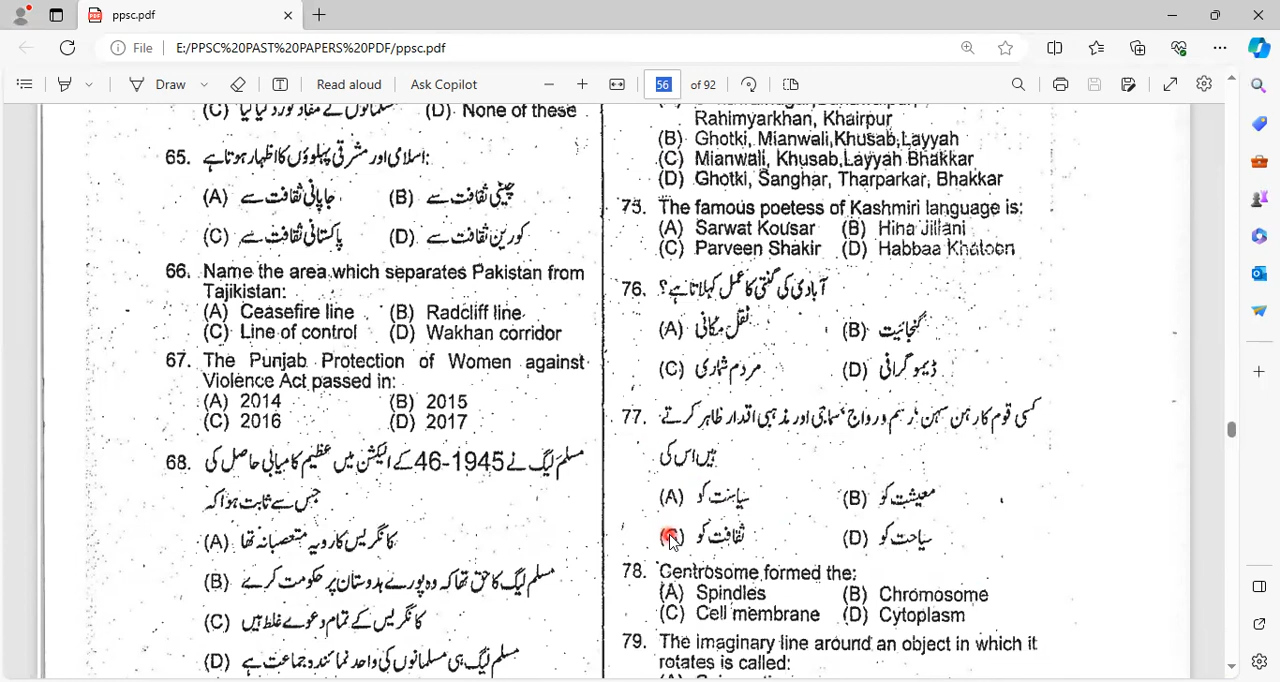 ppsc.pdf
File
E:/PPSC%20PAST%20PAPERS%20PDF/ppsc.pdf
Draw
Read aloud
Ask Copilot
56 of 92
(C) مسلمانوں کے مفاد کو رد کیا گیا (D) None of these
65. اسلامی اور مشرقی پہلوؤں کا اظہار ہوتا ہے:
(A) جاپانی ثقافت سے (B) چینی ثقافت سے
(C) پاکستانی ثقافت سے (D) کورین ثقافت سے
66. Name the area which separates Pakistan from
Tajikistan:
(A) Ceasefire line (B) Radcliff line
(C) Line of control (D) Wakhan corridor
67. The Punjab Protection of Women against
Violence Act passed in:
(A) 2014 (B) 2015
(C) 2016 (D) 2017
68. مسلم لیگ نے 1945-46 کے الیکشن میں عظیم کامیابی حاصل کی
جس سے ثابت ہوا کہ
(A) کانگریس کا رویہ متعصبانہ تھا
(B) مسلم لیگ کا حق تھا کہ وہ پورے ہندوستان پر حکومت کرے
(C) کانگریس کے تمام دعوے غلط ہیں
(D) مسلم لیگ ہی مسلمانوں کی واحد نمائندہ جماعت ہے
Rahimyarkhan, Khairpur
(B) Ghotki, Mianwali,Khusab,Layyah
(C) Mianwali, Khusab,Layyah Bhakkar
(D) Ghotki, Sanghar, Tharparkar, Bhakkar
75. The famous poetess of Kashmiri language is:
(A) Sarwat Kousar (B) Hina Jillani
(C) Parveen Shakir (D) Habbaa Khatoon
76. آبادی کی گنتی کا عمل کہلاتا ہے؟
(A) نقل مکانی (B) گنجائیت
(C) مردم شماری (D) ڈیمو گرافی
77. کسی قوم کا رہن سہن، رسم و رواج، سماجی اور مذہبی اقدار ظاہر کرتے
ہیں اس کی
(A) سیاست کو (B) معیشت کو
(C) ثقافت کو (D) سیاحت کو
78. Centrosome formed the:
(A) Spindles (B) Chromosome
(C) Cell membrane (D) Cytoplasm
79. The imaginary line around an object in which it
rotates is called: